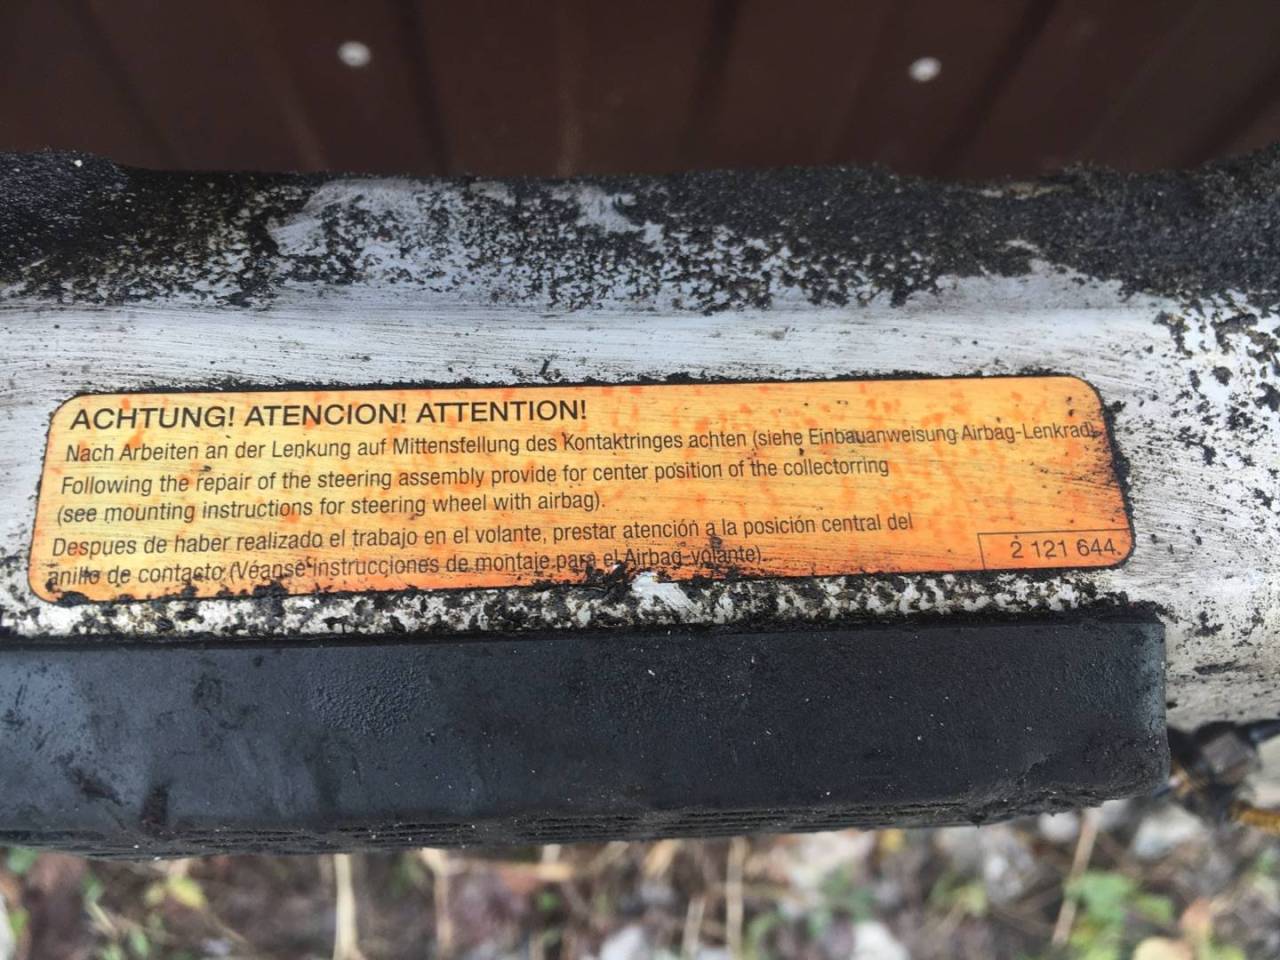 ACHTUNG! ATENCION! ATTENTION!
Nach Arbeiten an der Lenkung auf Mittenstellung des Kontaktringes achten (siehe Einbauanweisung Airbag-Lenkrad).
Following the repair of the steering assembly provide for center position of the collectorring
(see mounting instructions for steering wheel with airbag).
Despues de haber realizado el trabajo en el volante, prestar atención a la posición central del
anillo de contacto (Véanse instrucciones de montaje para el Airbag-volante).
2 121 644.